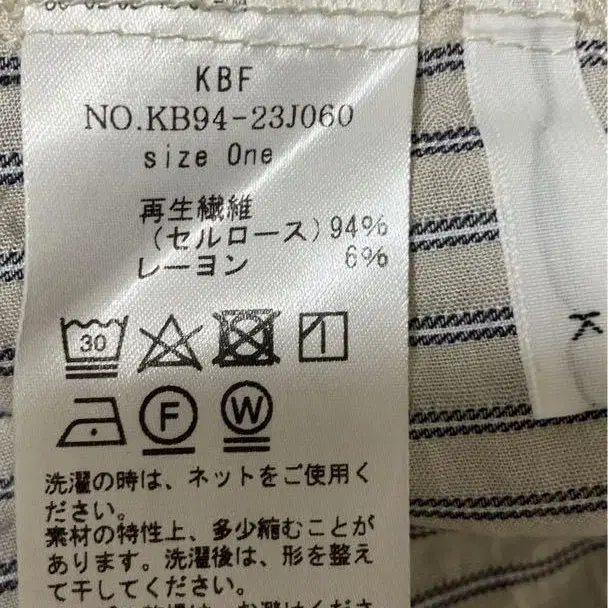 KBF
NO.KB94-23J060
size One
再生繊維
(セルロース)94%
レーヨン 6%
30
F
W
洗濯の時は、ネットをご使用く
ださい。
素材の特性上、多少縮むことが
あります。洗濯後は、形を整え
て干してください。